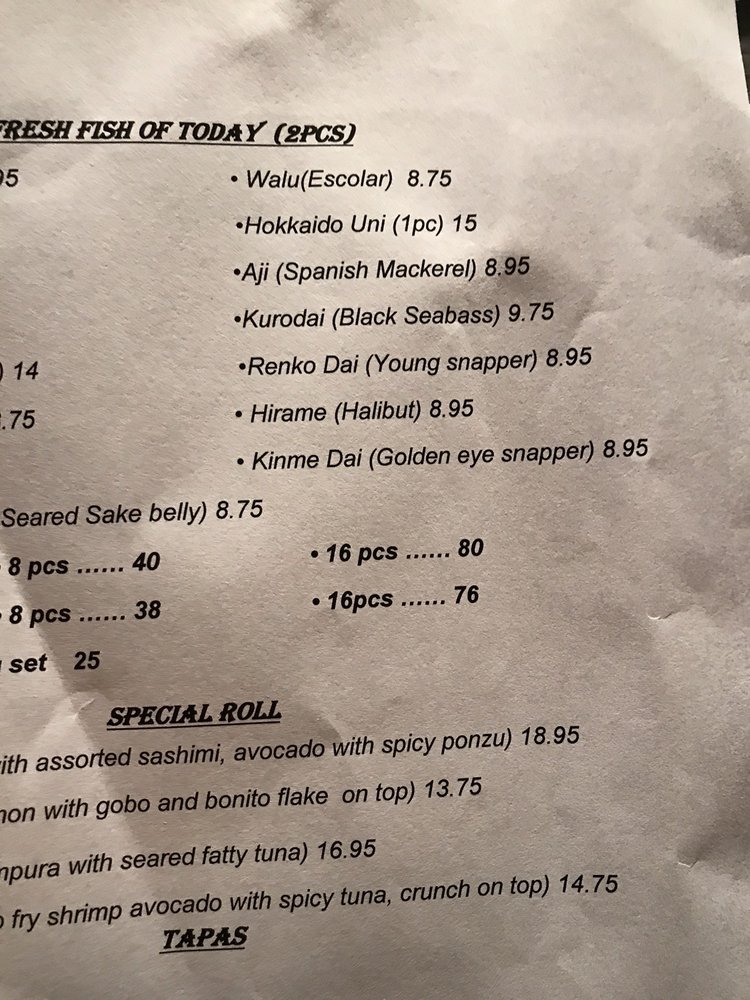 FRESH FISH OF TODAY (2PCS)
95
• Walu(Escolar) 8.75
•Hokkaido Uni (1pc) 15
•Aji (Spanish Mackerel) 8.95
•Kurodai (Black Seabass) 9.75
) 14
•Renko Dai (Young snapper) 8.95
.75
• Hirame (Halibut) 8.95
• Kinme Dai (Golden eye snapper) 8.95
Seared Sake belly) 8.75
• 8 pcs ...... 40
• 16 pcs ...... 80
• 8 pcs ...... 38
• 16pcs ...... 76
set 25
SPECIAL ROLL
with assorted sashimi, avocado with spicy ponzu) 18.95
mon with gobo and bonito flake on top) 13.75
mpura with seared fatty tuna) 16.95
fry shrimp avocado with spicy tuna, crunch on top) 14.75
TAPAS